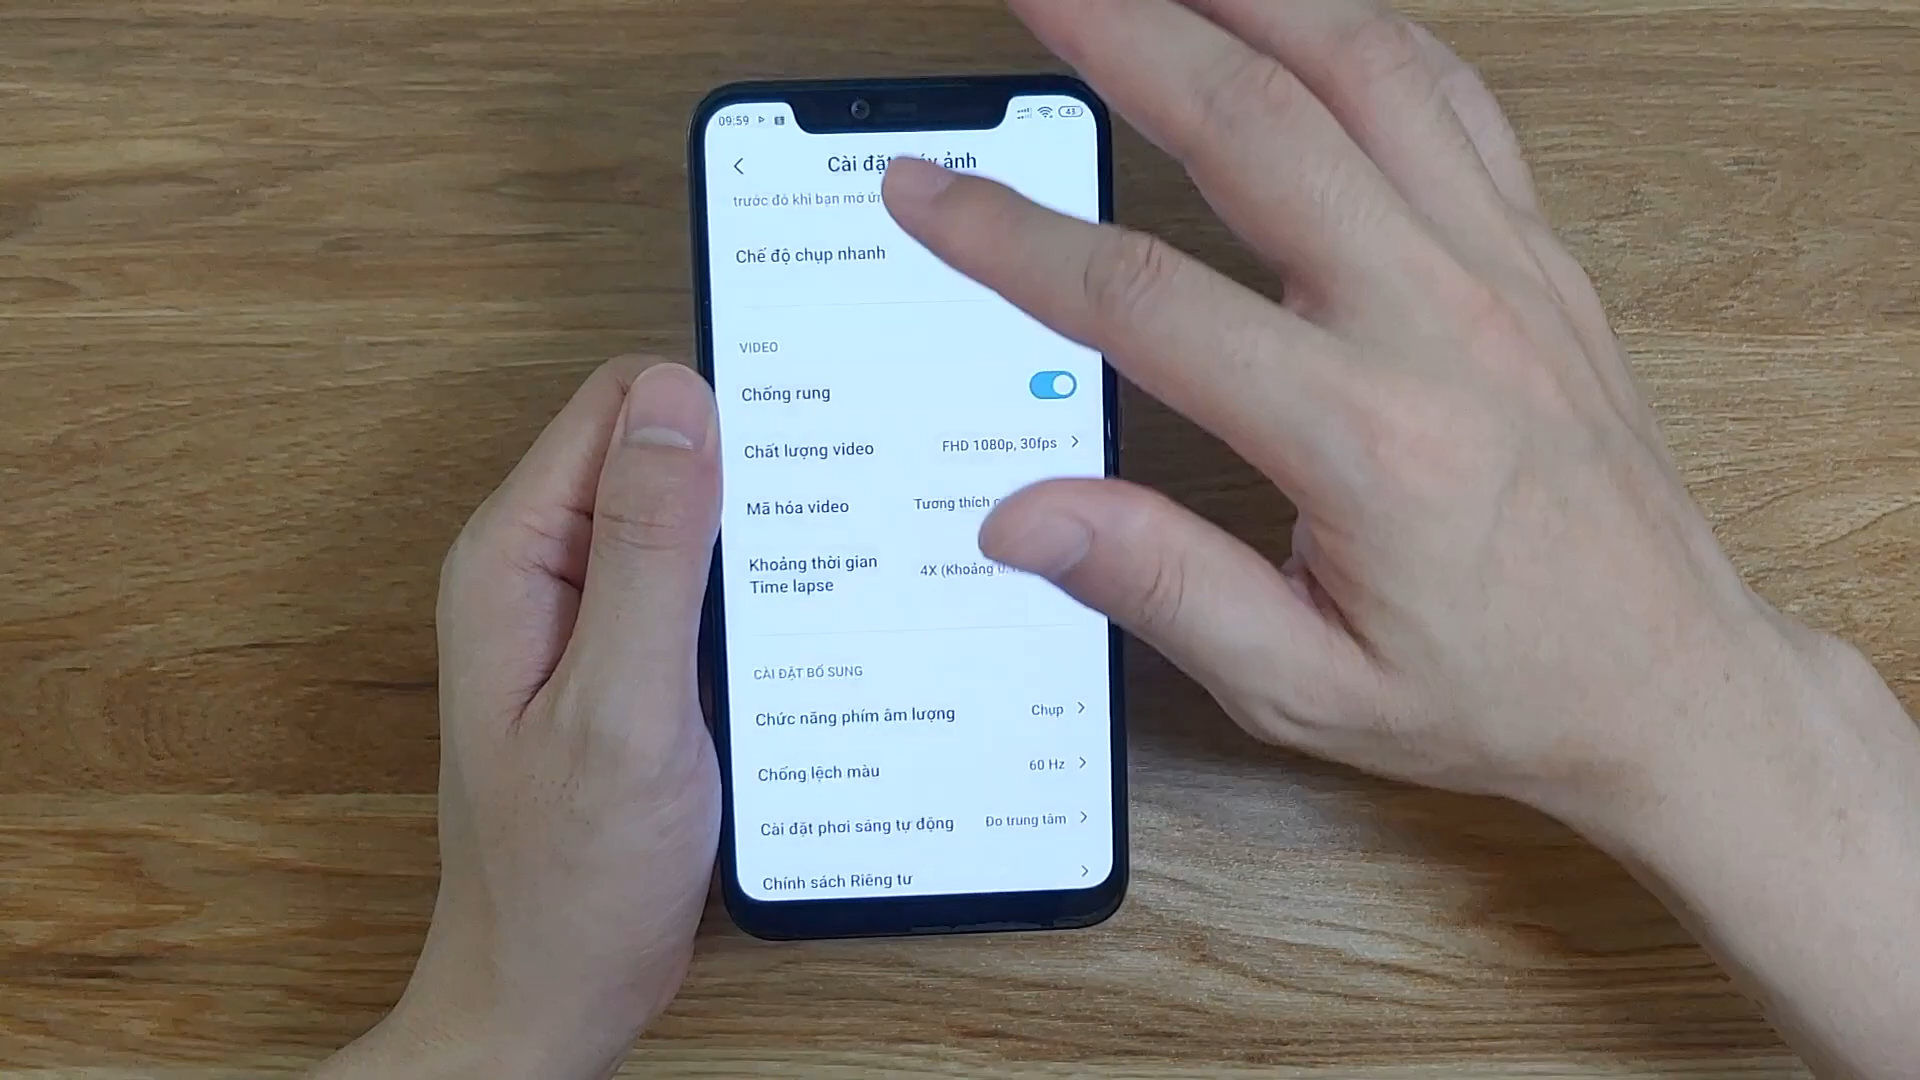 09:59
43
Cài đặt ảnh
trước đó khi bạn mở
Chế độ chụp nhanh
VIDEO
Chống rung
Chất lượng video FHD 1080p, 30fps
Mã hóa video Tương thích
Khoảng thời gian
Time lapse
4X (Khoảng
CÀI ĐẶT BỔ SUNG
Chức năng phím âm lượng Chụp
Chống lệch màu 60 Hz
Cài đặt phơi sáng tự động Đo trung tâm
Chính sách Riêng tư